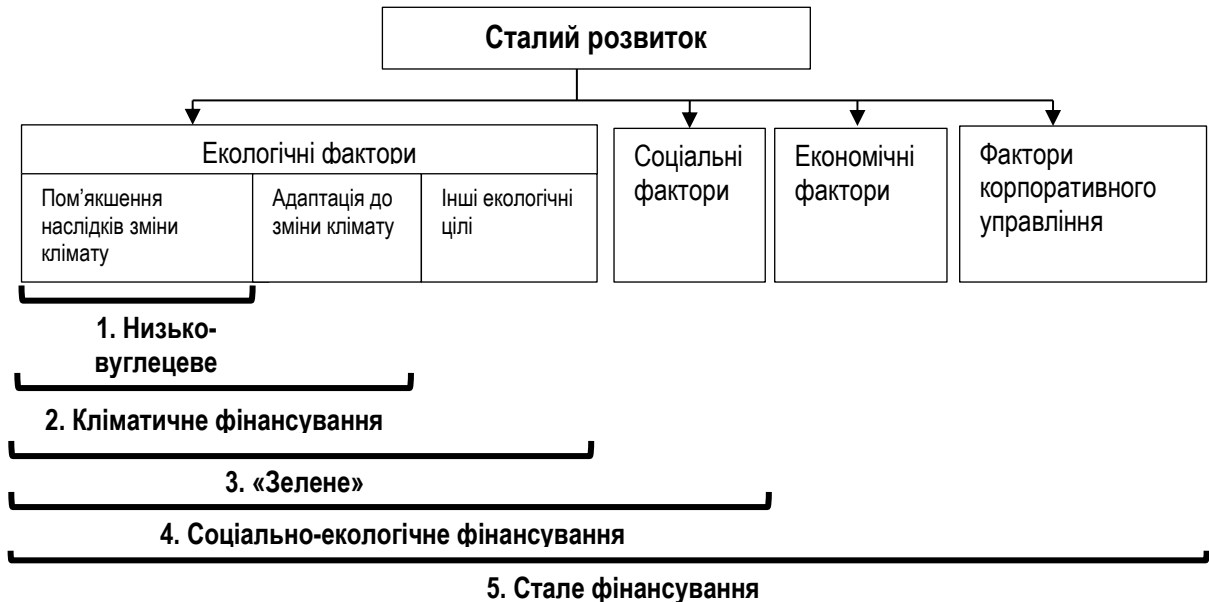 Сталий розвиток
Екологічні фактори
Пом’якшення
наслідків зміни
клімату
Адаптація до
зміни клімату
Інші екологічні
цілі
Соціальні
фактори
Економічні
фактори
Фактори
корпоративного
управління
1. Низько-
вуглецеве
2. Кліматичне фінансування
3. «Зелене»
4. Соціально-екологічне фінансування
5. Стале фінансування